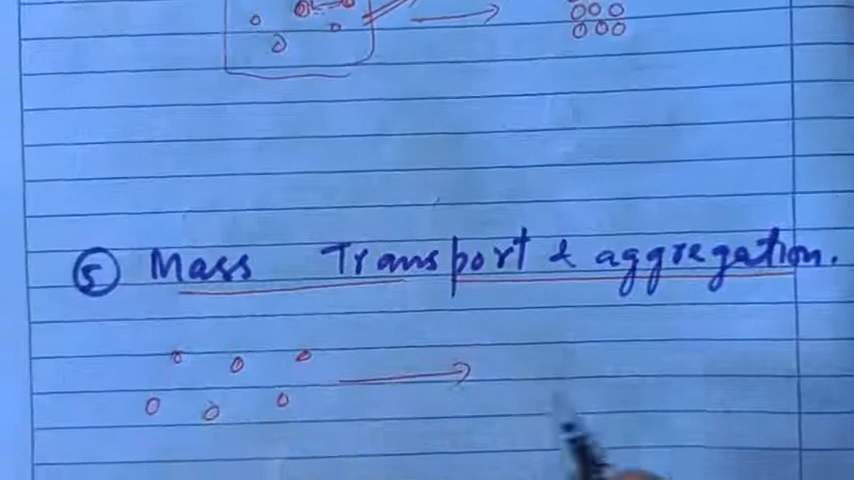 ⑤ Mass Transport & aggregation.